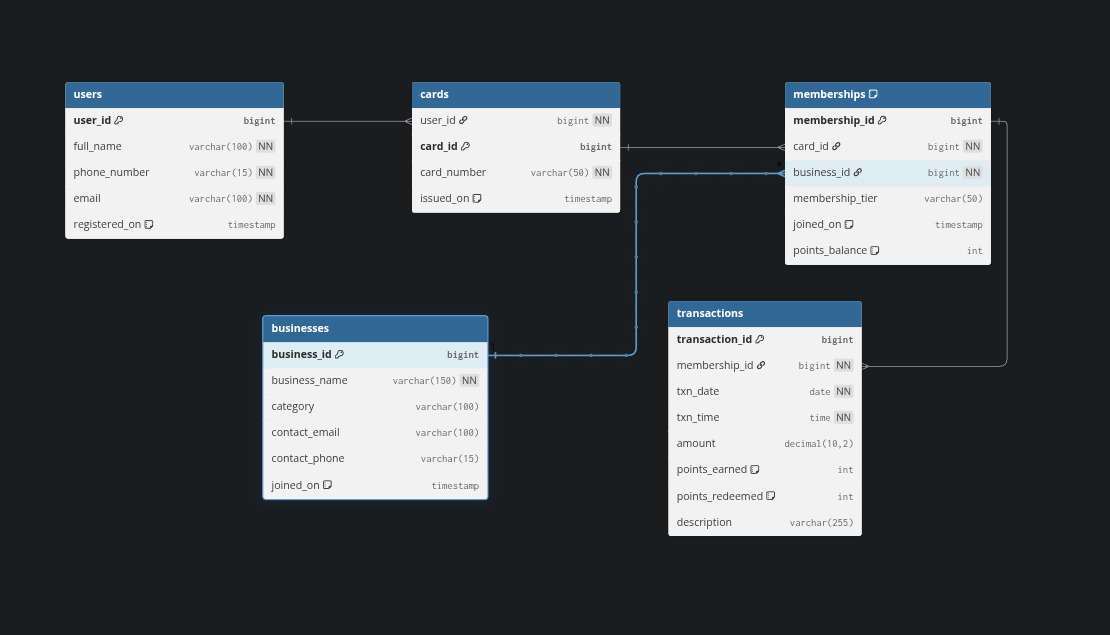 users
user_id bigint
full_name varchar(100) NN
phone_number varchar(15) NN
email varchar(100) NN
registered_on timestamp
cards
user_id bigint NN
card_id bigint
card_number varchar(50) NN
issued_on timestamp
memberships
membership_id bigint
card_id bigint NN
business_id bigint NN
membership_tier varchar(50)
joined_on timestamp
points_balance int
*
businesses
business_id bigint
business_name varchar(150) NN
category varchar(100)
contact_email varchar(100)
contact_phone varchar(15)
joined_on timestamp
1
transactions
transaction_id bigint
membership_id bigint NN
txn_date date NN
txn_time time NN
amount decimal(10,2)
points_earned int
points_redeemed int
description varchar(255)